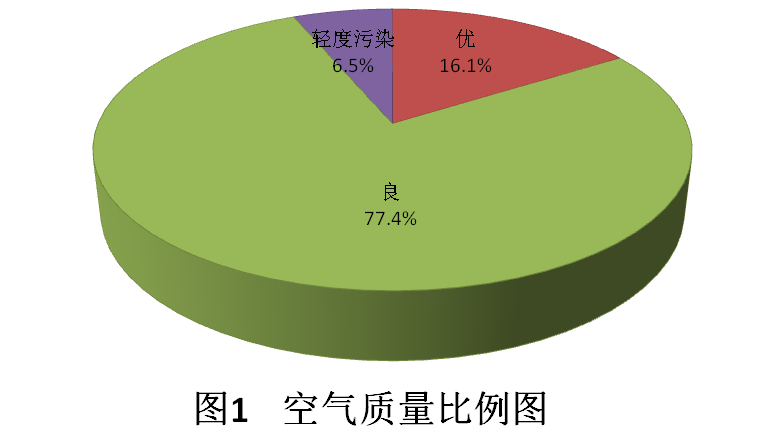 轻度污染
6.5%
优
16.1%
良
77.4%
图1 空气质量比例图